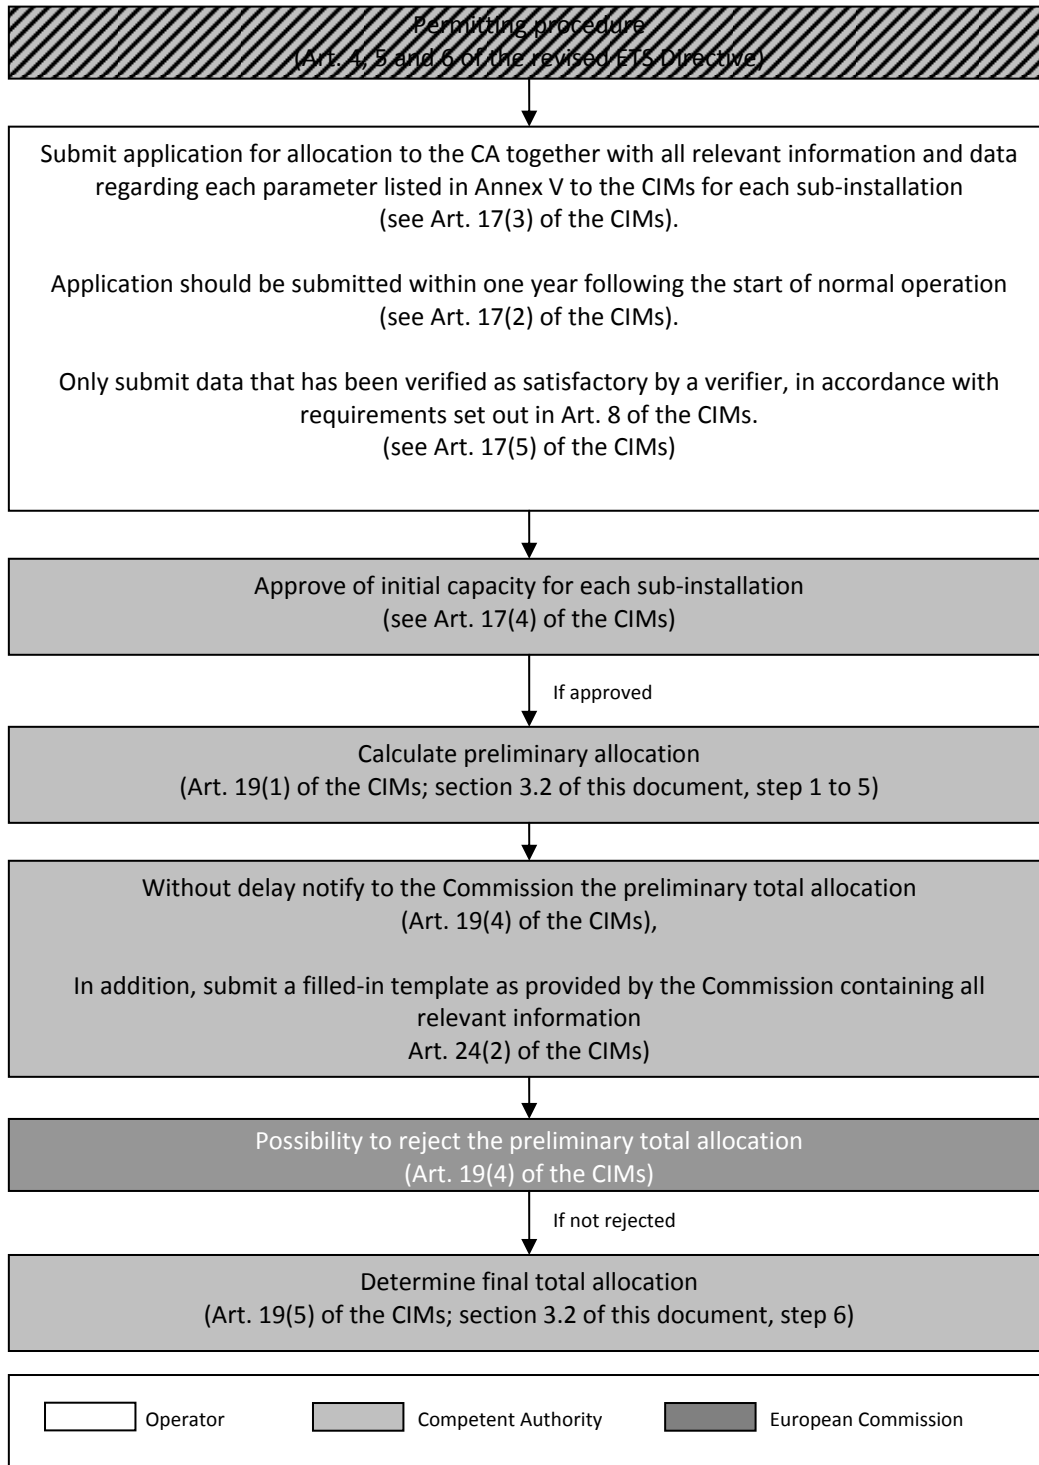 Permitting procedure
(Art. 4, 5 and 6 of the revised ETS Directive)
Submit application for allocation to the CA together with all relevant information and data
regarding each parameter listed in Annex V to the CIMs for each sub-installation
(see Art. 17(3) of the CIMs).
Application should be submitted within one year following the start of normal operation
(see Art. 17(2) of the CIMs).
Only submit data that has been verified as satisfactory by a verifier, in accordance with
requirements set out in Art. 8 of the CIMs.
(see Art. 17(5) of the CIMs)
Approve of initial capacity for each sub-installation
(see Art. 17(4) of the CIMs)
If approved
Calculate preliminary allocation
(Art. 19(1) of the CIMs; section 3.2 of this document, step 1 to 5)
Without delay notify to the Commission the preliminary total allocation
(Art. 19(4) of the CIMs),
In addition, submit a filled-in template as provided by the Commission containing all
relevant information
Art. 24(2) of the CIMs)
Possibility to reject the preliminary total allocation
(Art. 19(4) of the CIMs)
If not rejected
Determine final total allocation
(Art. 19(5) of the CIMs; section 3.2 of this document, step 6)
Operator
Competent Authority
European Commission